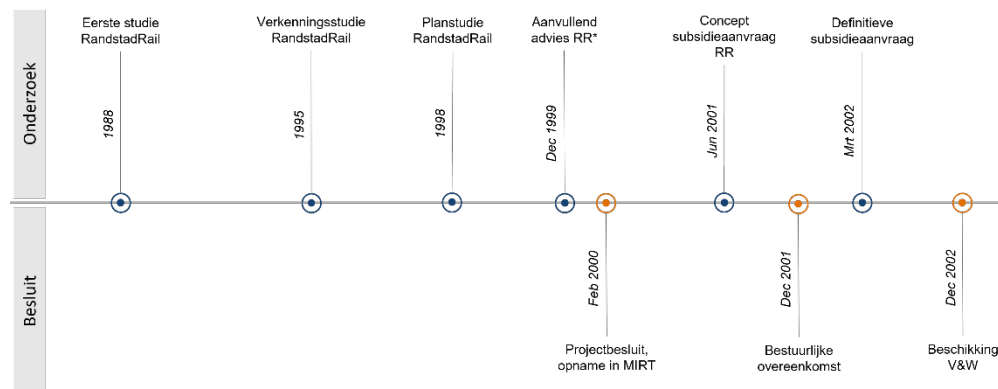 Onderzoek
Eerste studie
RandstadRail
1988
Verkenningsstudie
RandstadRail
1995
Planstudie
RandstadRail
1998
Aanvullend
advies RR*
Dec 1999
Concept
subsidieaanvraag
RR
Jun 2001
Definitieve
subsidieaanvraag
Mrt 2002
Besluit
Feb 2000
Projectbesluit,
opname in MIRT
Dec 2001
Bestuurlijke
overeenkomst
Dec 2002
Beschikking
V&W